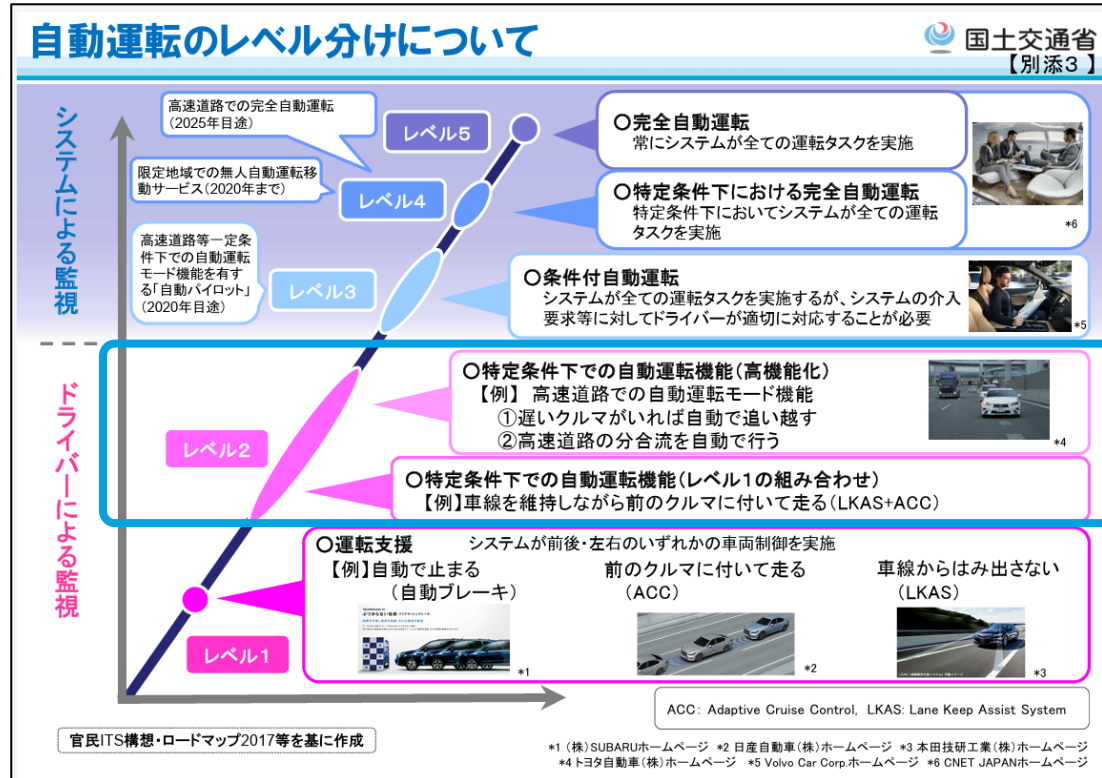 自動運転のレベル分けについて
国土交通省
【別添3 】
システムによる監視
ドライバーによる監視
高速道路での完全自動運転
(2025年目途)
レベル5
○完全自動運転
常にシステムが全ての運転タスクを実施
限定地域での無人自動運転移
動サービス(2020年まで)
レベル4
○特定条件下における完全自動運転
特定条件下においてシステムが全ての運転
タスクを実施
*6
高速道路等一定条
件下での自動運転
モード機能を有す
る「自動パイロット」
(2020年目途)
レベル3
○条件付自動運転
システムが全ての運転タスクを実施するが、システムの介入
要求等に対してドライバーが適切に対応することが必要
*5
レベル2
○特定条件下での自動運転機能(高機能化)
【例】 高速道路での自動運転モード機能
①遅いクルマがいれば自動で追い越す
②高速道路の分合流を自動で行う
*4
○特定条件下での自動運転機能(レベル1の組み合わせ)
【例】車線を維持しながら前のクルマに付いて走る(LKAS+ACC)
レベル1
○運転支援 システムが前後・左右のいずれかの車両制御を実施
【例】自動で止まる
(自動ブレーキ)
*1
前のクルマに付いて走る
(ACC)
*2
車線からはみ出さない
(LKAS)
*3
ACC: Adaptive Cruise Control, LKAS: Lane Keep Assist System
官民ITS構想・ロードマップ2017等を基に作成
*1 (株)SUBARUホームページ *2 日産自動車(株)ホームページ *3 本田技研工業(株)ホームページ
*4 トヨタ自動車(株)ホームページ *5 Volvo Car Corp.ホームページ *6 CNET JAPANホームページ